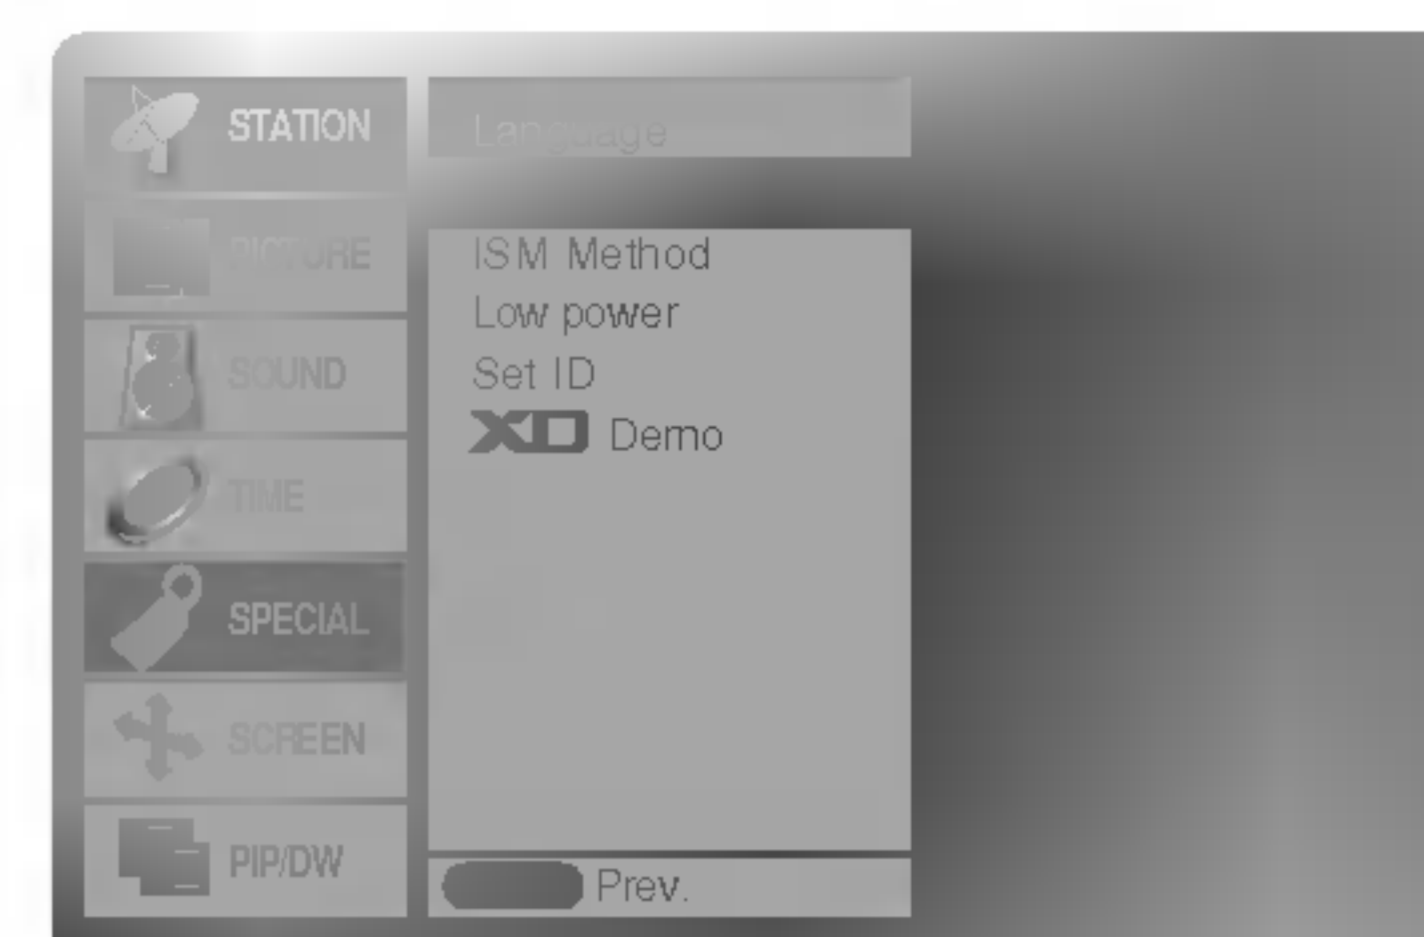 STATION
PICTURE
SOUND
TIME
SPECIAL
SCREEN
PIP/DW
Language
ISM Method
Low power
Set ID
XD Demo
Prev.